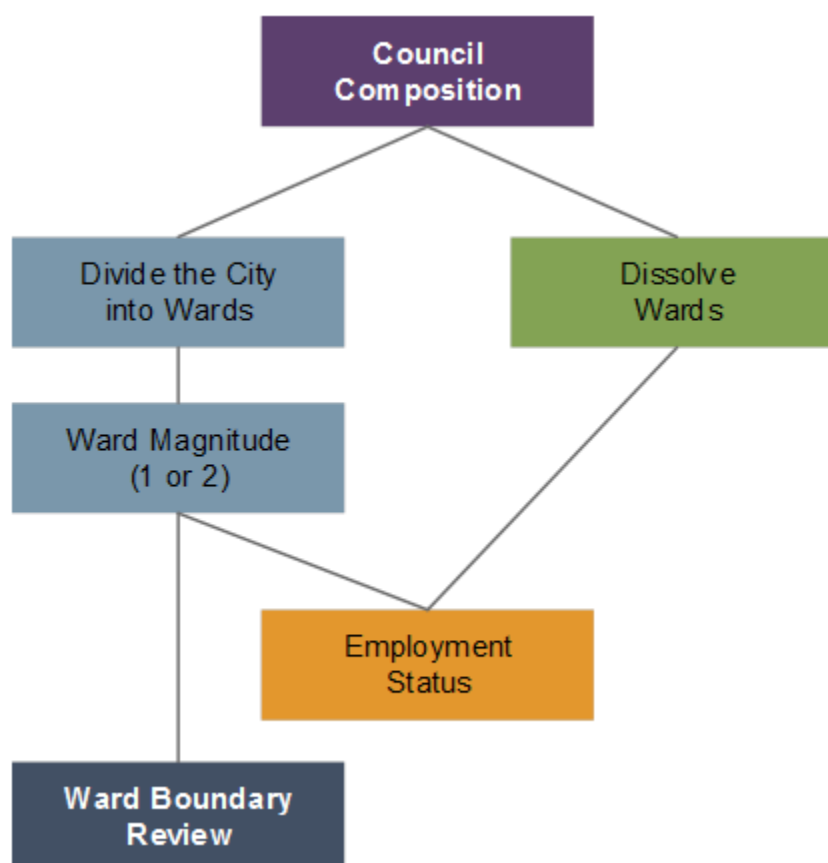 Council
Composition
Divide the City
into Wards
Dissolve
Wards
Ward Magnitude
(1 or 2)
Employment
Status
Ward Boundary
Review